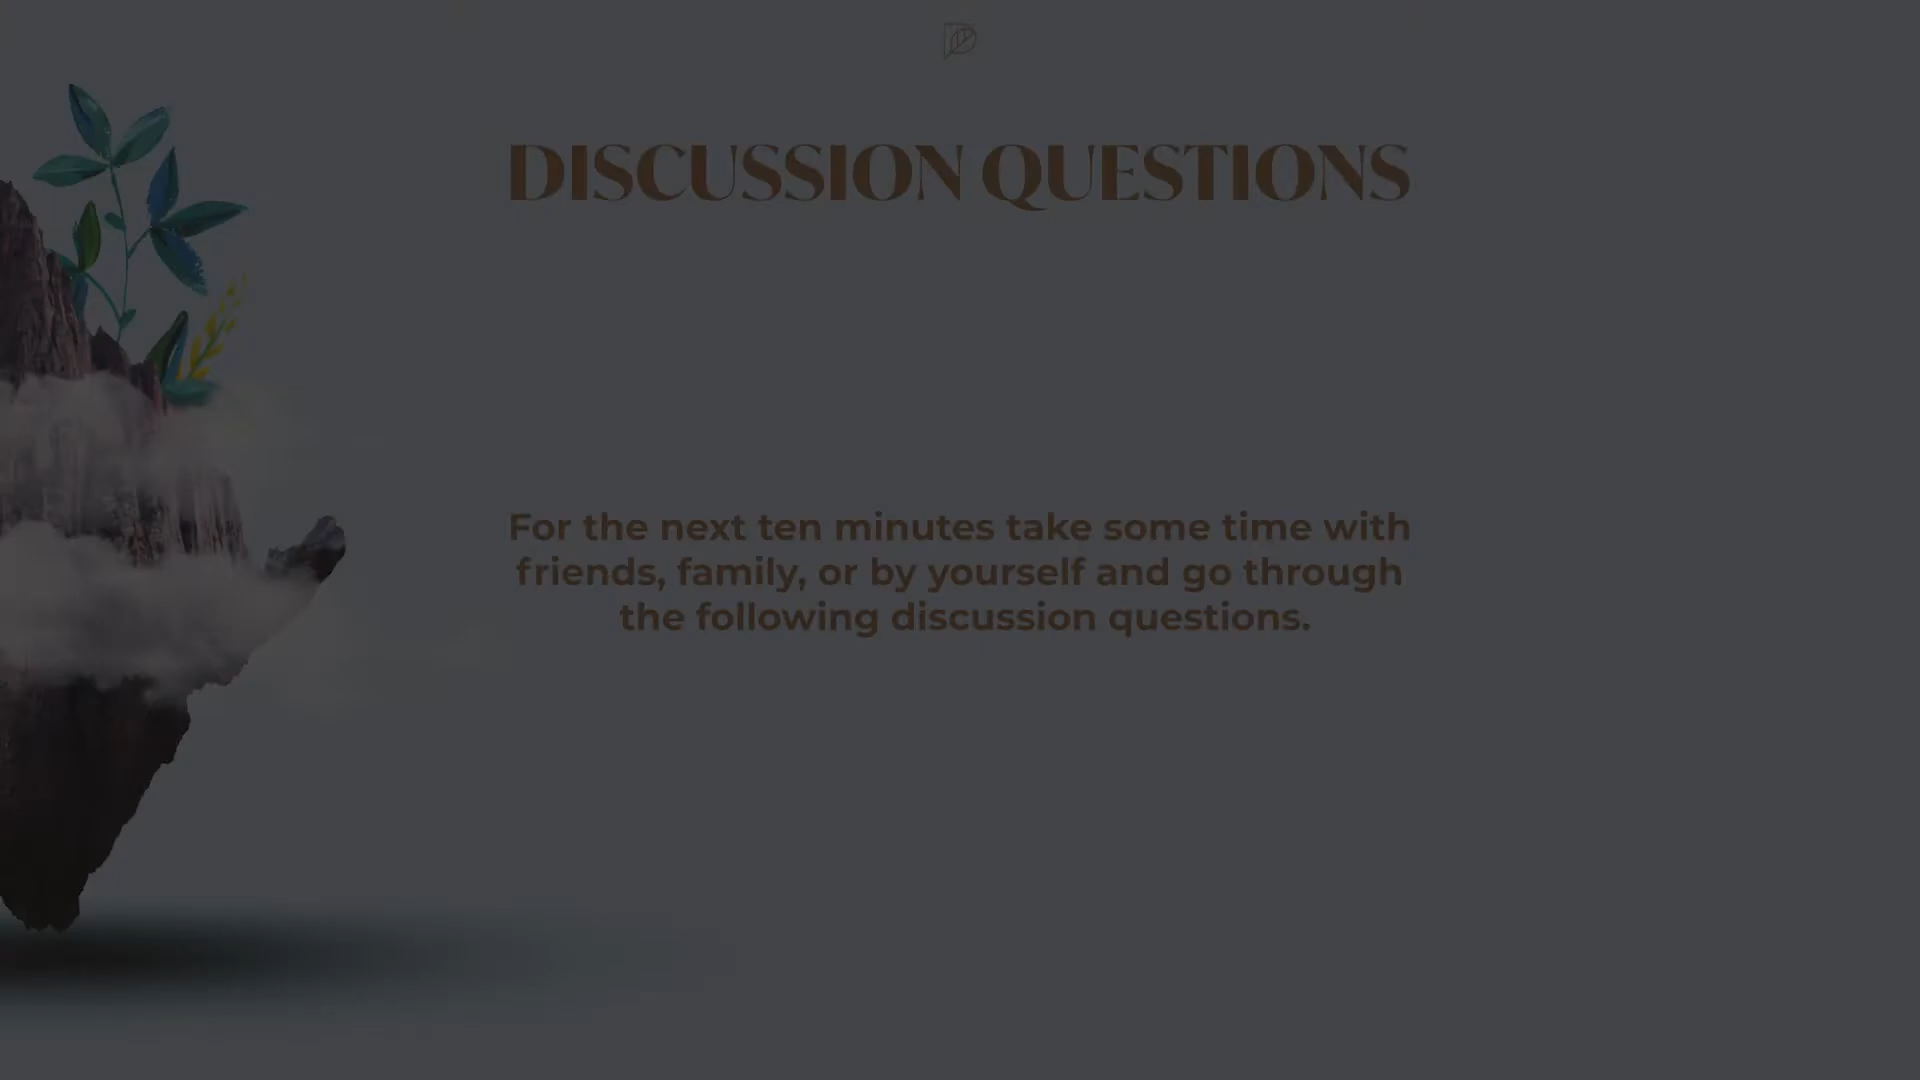 DISCUSSION QUESTIONS
For the next ten minutes take some time with
friends, family, or by yourself and go through
the following discussion questions.